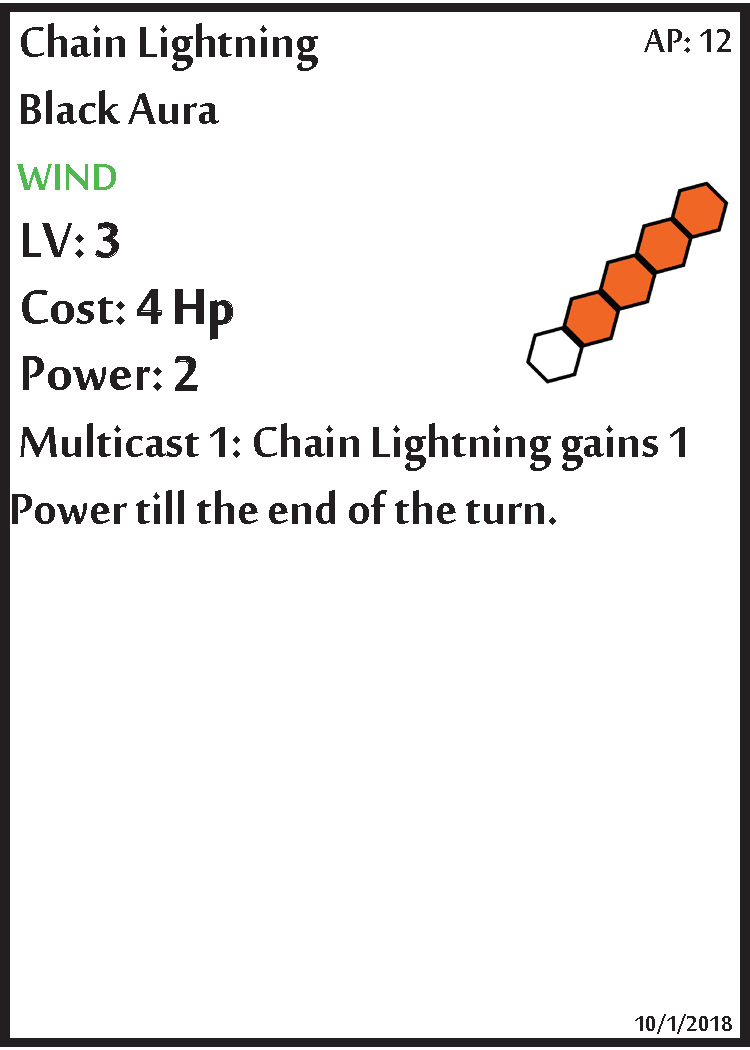 Chain Lightning
AP: 12
Black Aura
WIND
LV: 3
Cost: 4 Hp
Power: 2
Multicast 1: Chain Lightning gains 1
Power till the end of the turn.
10/1/2018